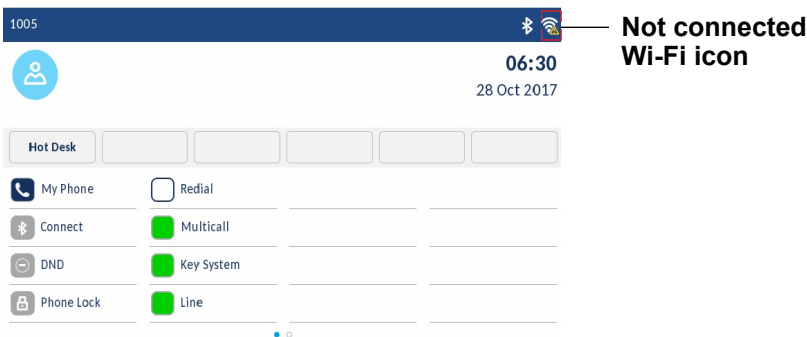 1005
Not connected
Wi-Fi icon
06:30
28 Oct 2017
Hot Desk
My Phone Redial
Connect Multicall
DND Key System
Phone Lock Line